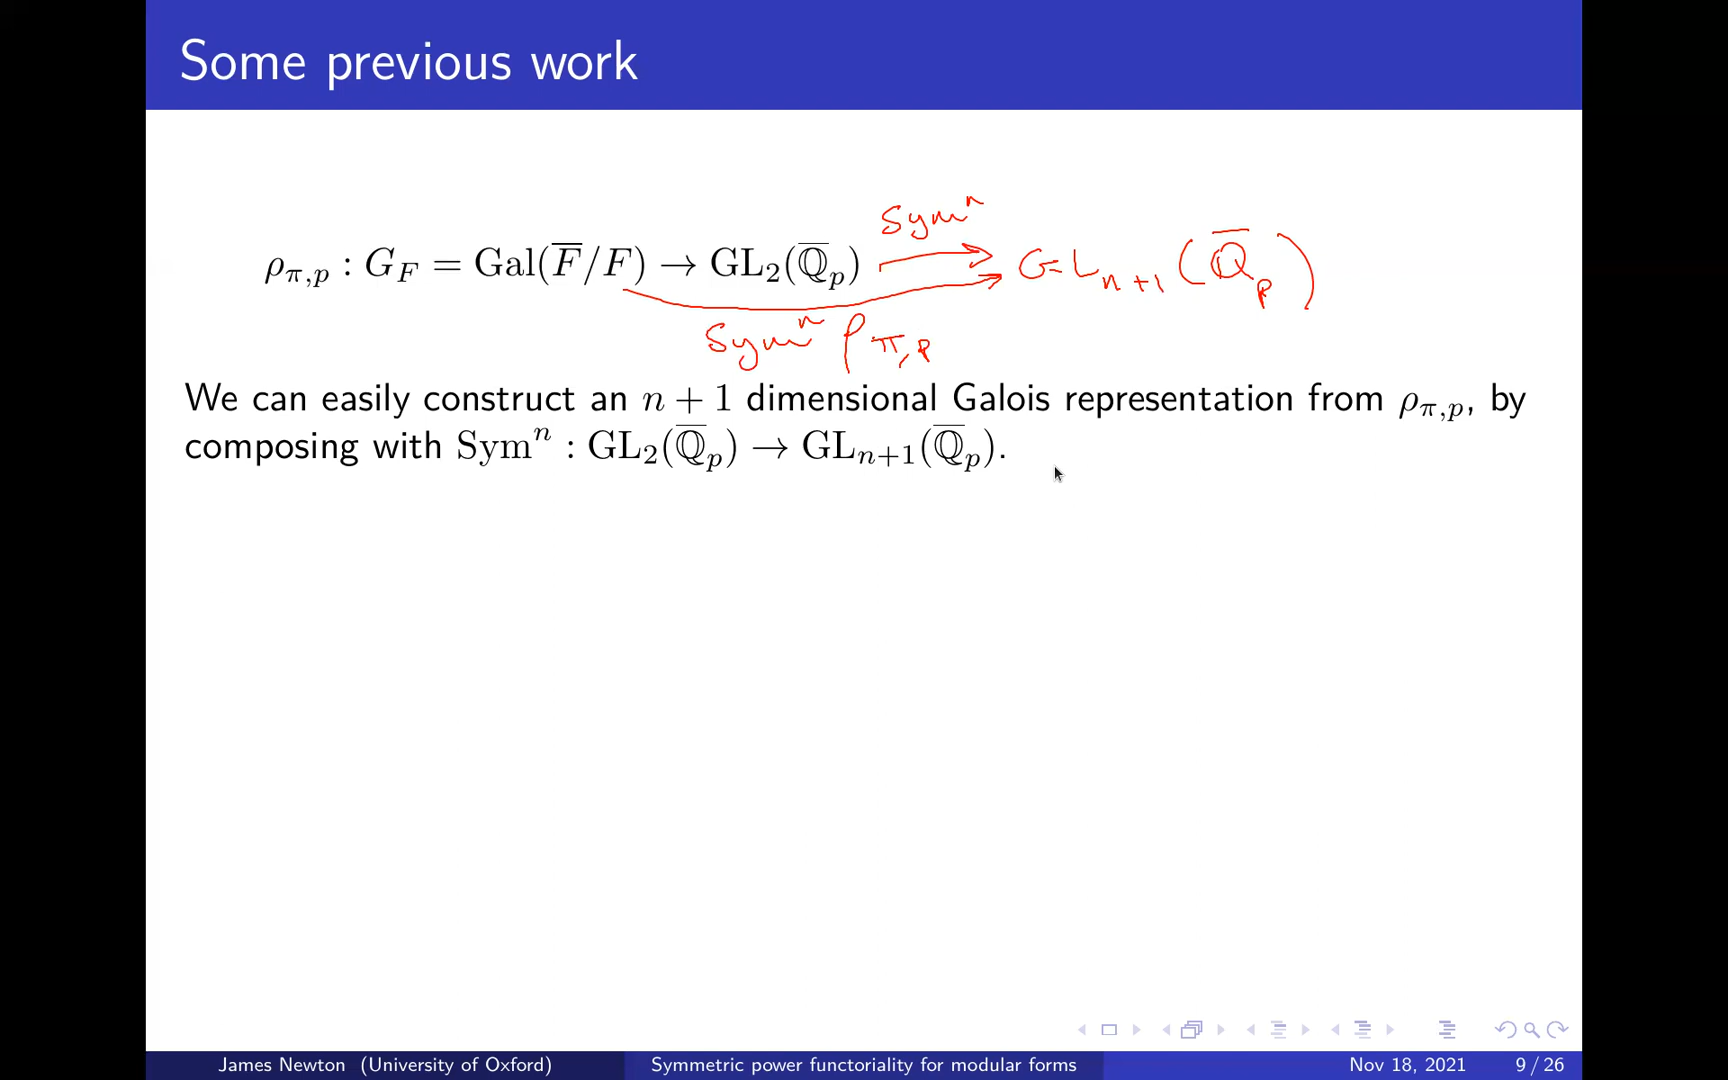 Some previous work
Symⁿ
ρ_{π,p} : G_F = Gal(F̅/F) → GL₂(Q̅_p) → GL_{n+1}(Q̅_p)
Symⁿ ρ_{π,p}
We can easily construct an n + 1 dimensional Galois representation from ρ_{π,p}, by
composing with Symⁿ : GL₂(Q̅_p) → GL_{n+1}(Q̅_p).
James Newton (University of Oxford) Symmetric power functoriality for modular forms Nov 18, 2021 9 / 26